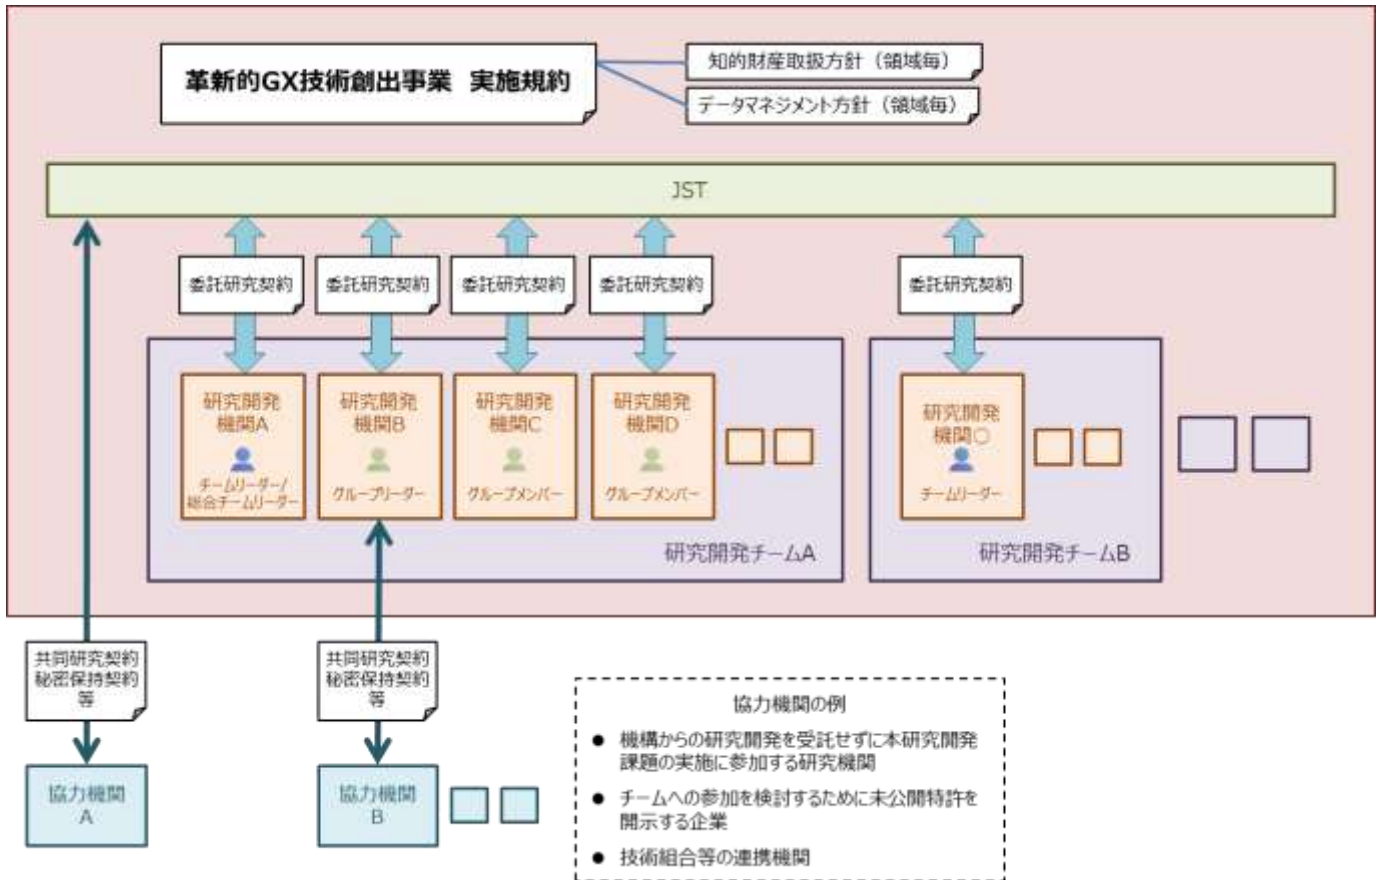 革新的GX技術創出事業 実施規約
知的財産取扱方針（領域毎）
データマネジメント方針（領域毎）
JST
委託研究契約
委託研究契約
委託研究契約
委託研究契約
委託研究契約
研究開発
機関A
チームリーダー/
総合チームリーダー
研究開発
機関B
グループリーダー
研究開発
機関C
グループメンバー
研究開発
機関D
グループメンバー
研究開発チームA
研究開発
機関○
チームリーダー
研究開発チームB
共同研究契約
秘密保持契約
等
共同研究契約
秘密保持契約
等
協力機関
A
協力機関
B
協力機関の例
● 機構からの研究開発を受託せずに本研究開発
課題の実施に参加する研究機関
● チームへの参加を検討するために未公開特許を
開示する企業
● 技術組合等の連携機関